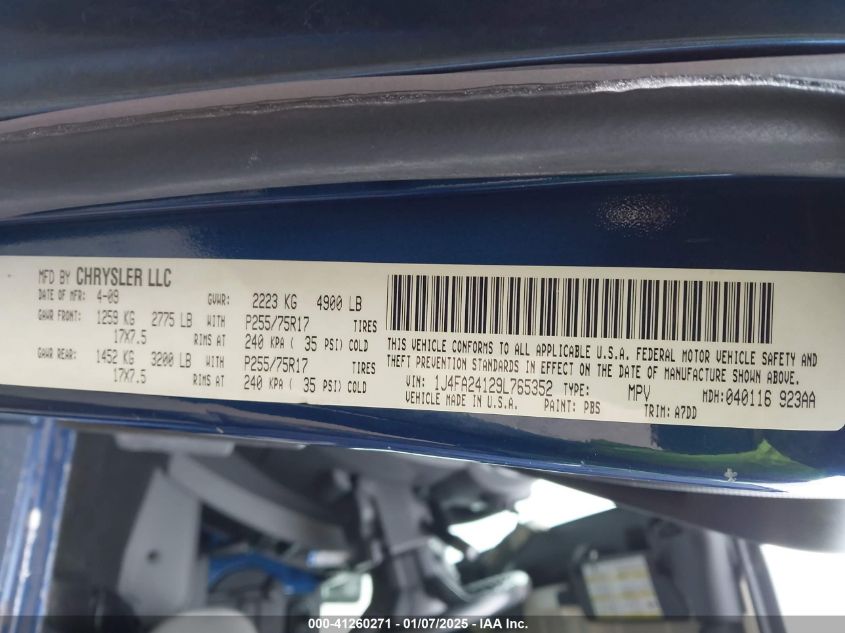 MFD BY CHRYSLER LLC
DATE OF MFR: 4-09 GVWR: 2223 KG 4900 LB
GAWR FRONT: 1259 KG 2775 LB WITH P255/75R17 TIRES
17X7.5 RIMS AT 240 KPA ( 35 PSI) COLD
GAWR REAR: 1452 KG 3200 LB WITH P255/75R17 TIRES
17X7.5 RIMS AT 240 KPA ( 35 PSI) COLD
THIS VEHICLE CONFORMS TO ALL APPLICABLE U.S.A. FEDERAL MOTOR VEHICLE SAFETY AND
THEFT PREVENTION STANDARDS IN EFFECT ON THE DATE OF MANUFACTURE SHOWN ABOVE.
VIN: 1J4FA24129L765352 TYPE: MPV MDH: 040116 923AA
VEHICLE MADE IN U.S.A. PAINT: PBS TRIM: A7DD
000-41260271 - 01/07/2025 - IAAI.com